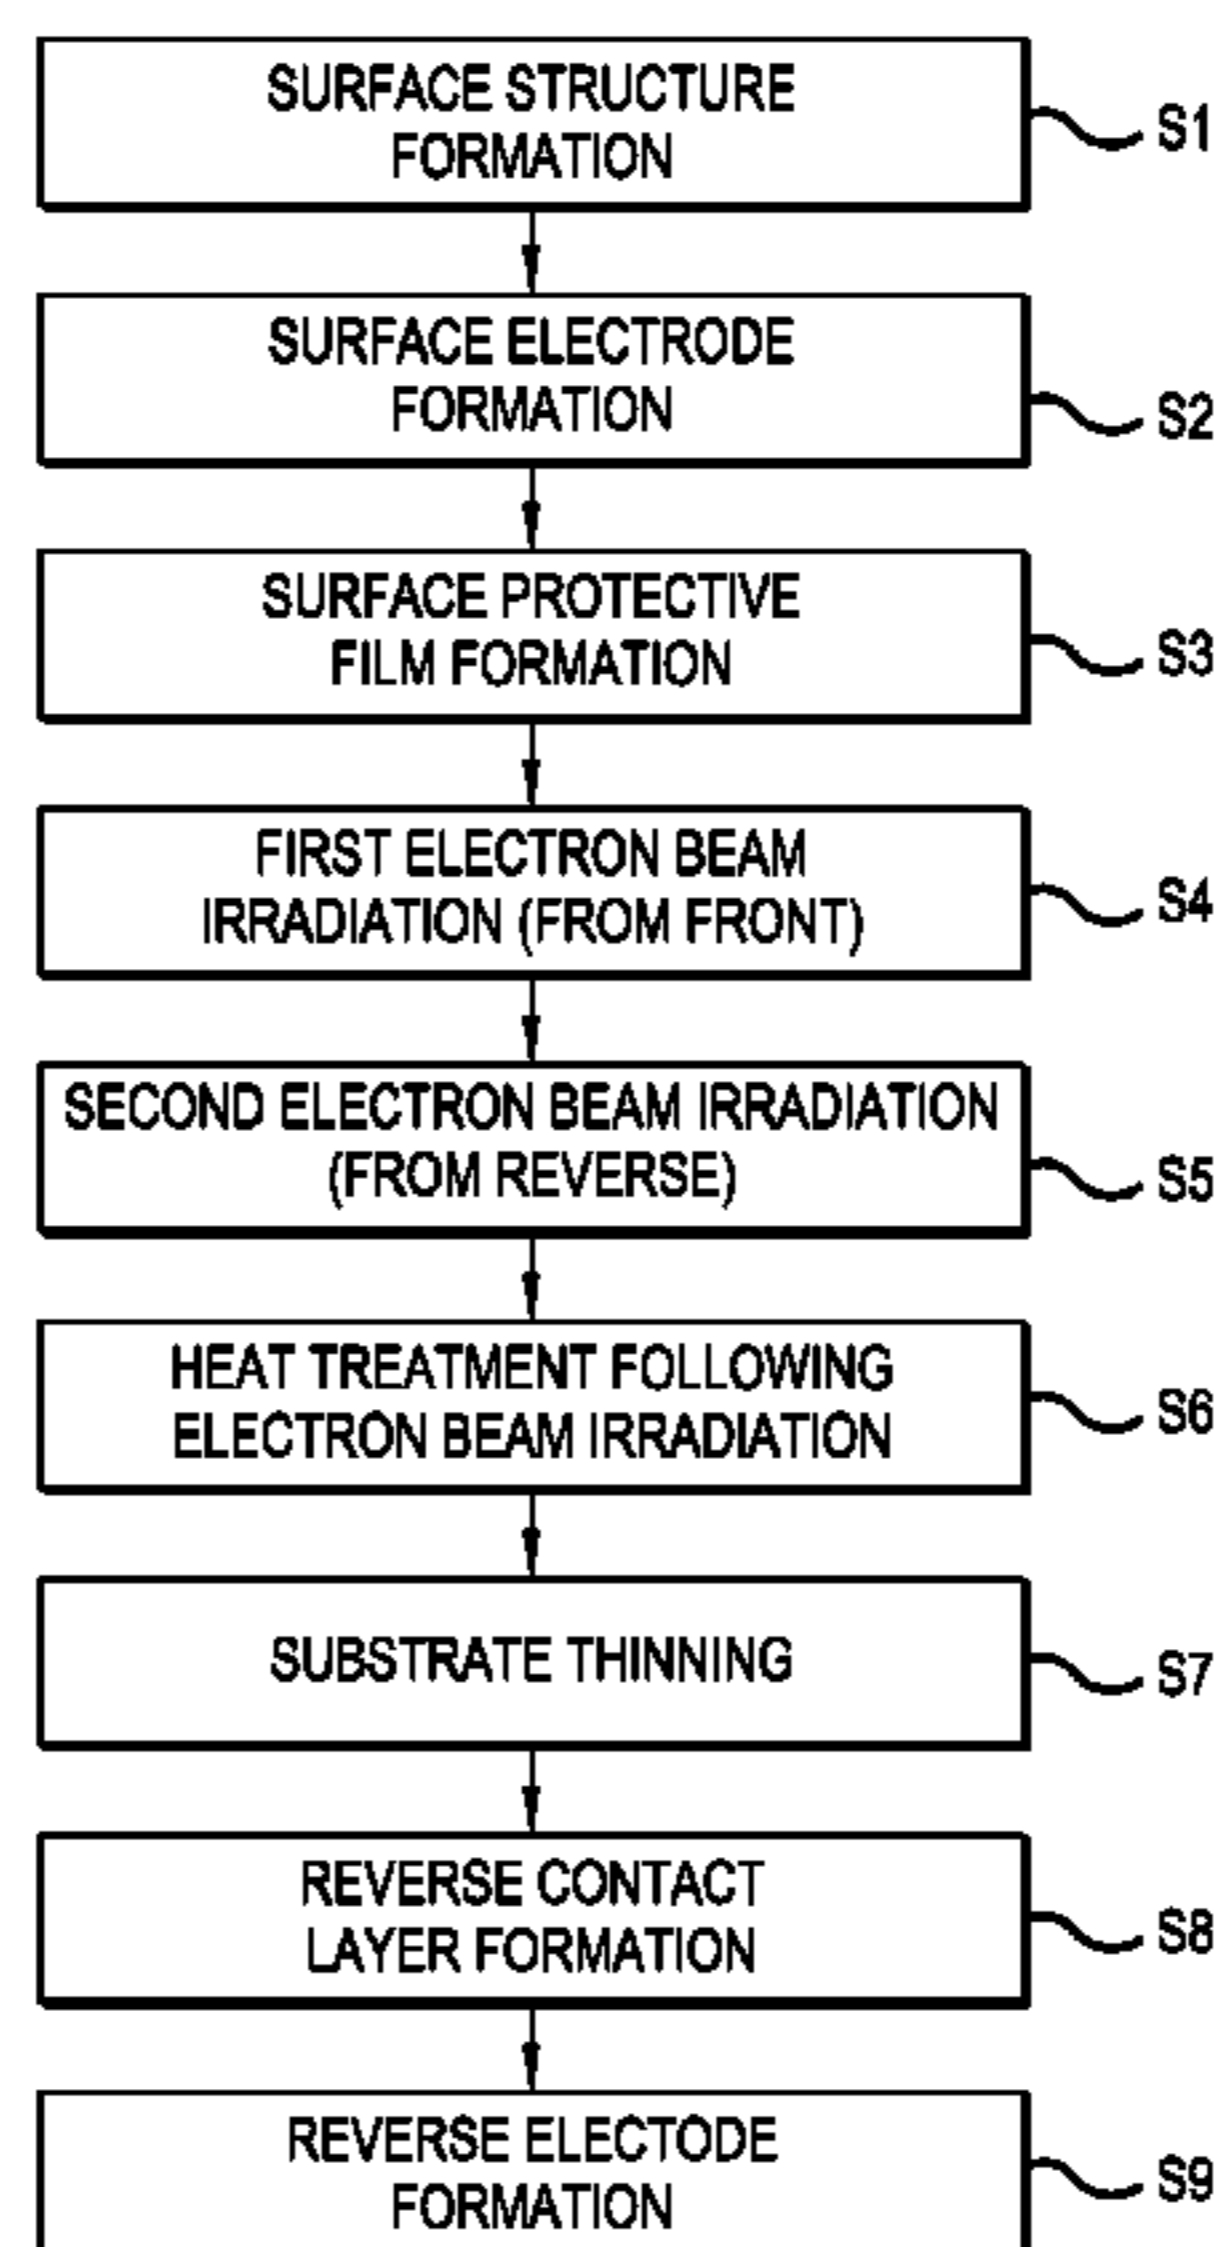 SURFACE STRUCTURE
FORMATION
S1
SURFACE ELECTRODE
FORMATION
S2
SURFACE PROTECTIVE
FILM FORMATION
S3
FIRST ELECTRON BEAM
IRRADIATION (FROM FRONT)
S4
SECOND ELECTRON BEAM IRRADIATION
(FROM REVERSE)
S5
HEAT TREATMENT FOLLOWING
ELECTRON BEAM IRRADIATION
S6
SUBSTRATE THINNING
S7
REVERSE CONTACT
LAYER FORMATION
S8
REVERSE ELECTODE
FORMATION
S9